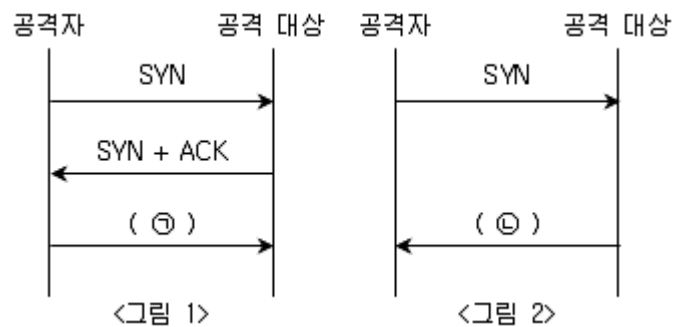 공격자 공격 대상 공격자 공격 대상
SYN SYN
SYN + ACK
( ㉠ ) ( ㉡ )
<그림 1> <그림 2>